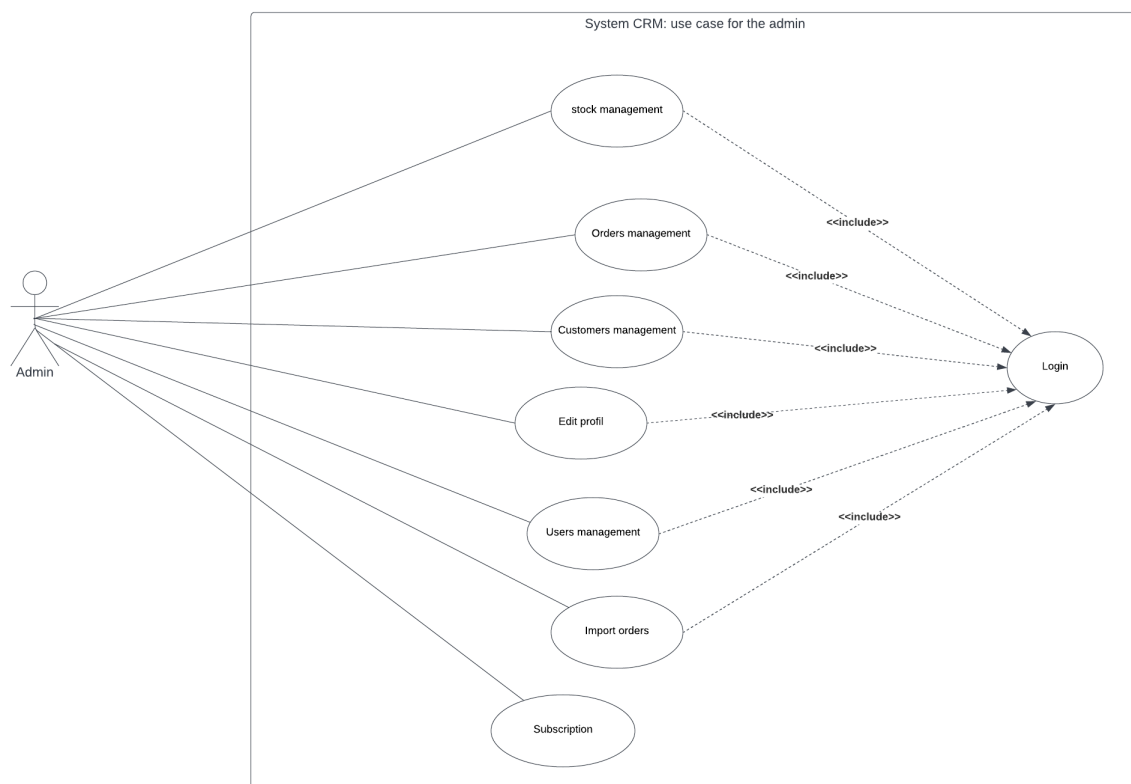 System CRM: use case for the admin
stock management
<<include>>
Orders management
<<include>>
Customers management
<<include>>
Login
Admin
Edit profil
<<include>>
Users management
<<include>>
<<include>>
Import orders
Subscription